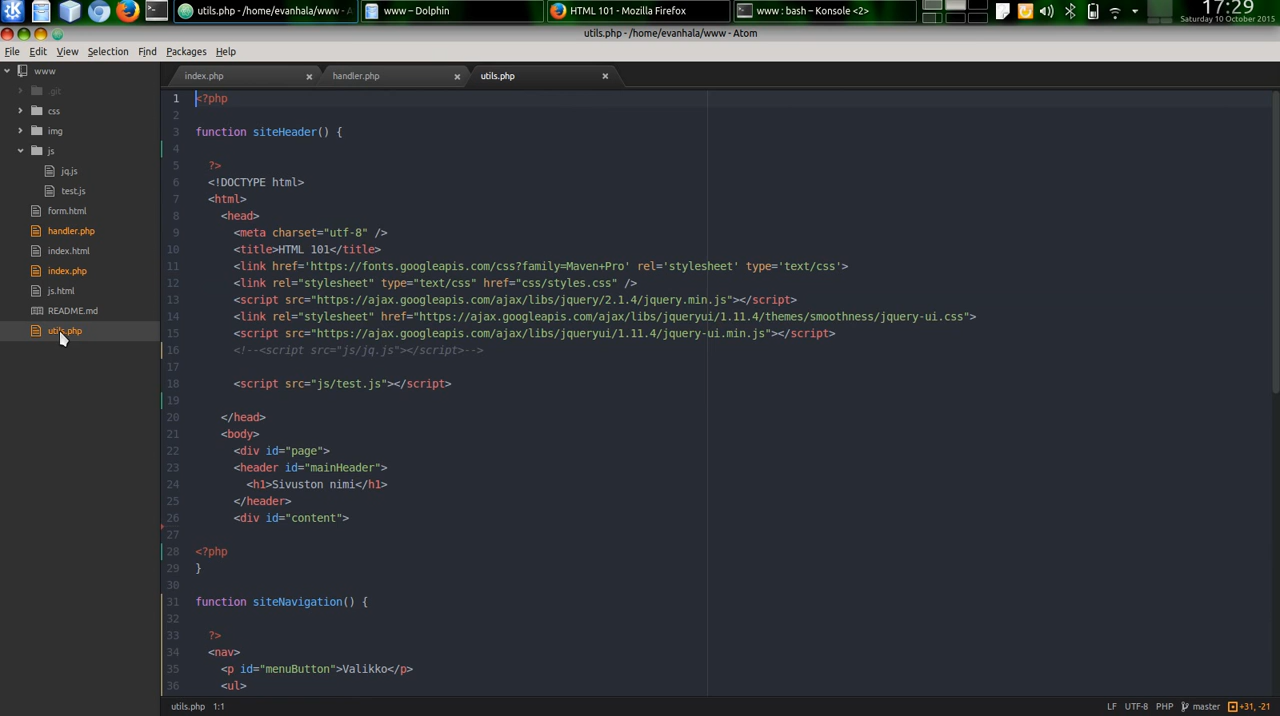 utils.php - /home/evanhala/www - A
www – Dolphin
HTML 101 - Mozilla Firefox
www : bash – Konsole <2>
17:29
Saturday 10 October 2015
utils.php - /home/evanhala/www - Atom
File Edit View Selection Find Packages Help
www
.git
css
img
js
jq.js
test.js
form.html
handler.php
index.html
index.php
js.html
README.md
utils.php
index.php
handler.php
utils.php
1 <?php
2
3 function siteHeader() {
4
5 ?>
6 <!DOCTYPE html>
7 <html>
8 <head>
9 <meta charset="utf-8" />
10 <title>HTML 101</title>
11 <link href='https://fonts.googleapis.com/css?family=Maven+Pro' rel='stylesheet' type='text/css'>
12 <link rel="stylesheet" type="text/css" href="css/styles.css" />
13 <script src="https://ajax.googleapis.com/ajax/libs/jquery/2.1.4/jquery.min.js"></script>
14 <link rel="stylesheet" href="https://ajax.googleapis.com/ajax/libs/jqueryui/1.11.4/themes/smoothness/jquery-ui.css">
15 <script src="https://ajax.googleapis.com/ajax/libs/jqueryui/1.11.4/jquery-ui.min.js"></script>
16 <!--<script src="js/jq.js"></script>-->
17
18 <script src="js/test.js"></script>
19
20 </head>
21 <body>
22 <div id="page">
23 <header id="mainHeader">
24 <h1>Sivuston nimi</h1>
25 </header>
26 <div id="content">
27
28 <?php
29 }
30
31 function siteNavigation() {
32
33 ?>
34 <nav>
35 <p id="menuButton">Valikko</p>
36 <ul>
utils.php 1:1
LF UTF-8 PHP master +31, -21